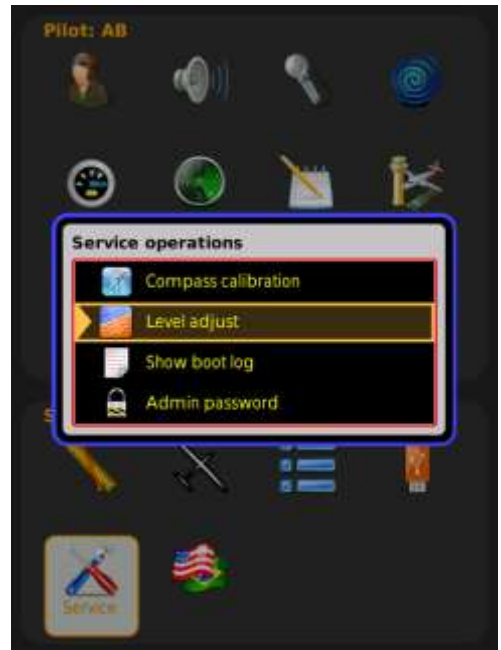 Pilot: AB
Service operations
Compass calibration
Level adjust
Show boot log
Admin password
S
Service